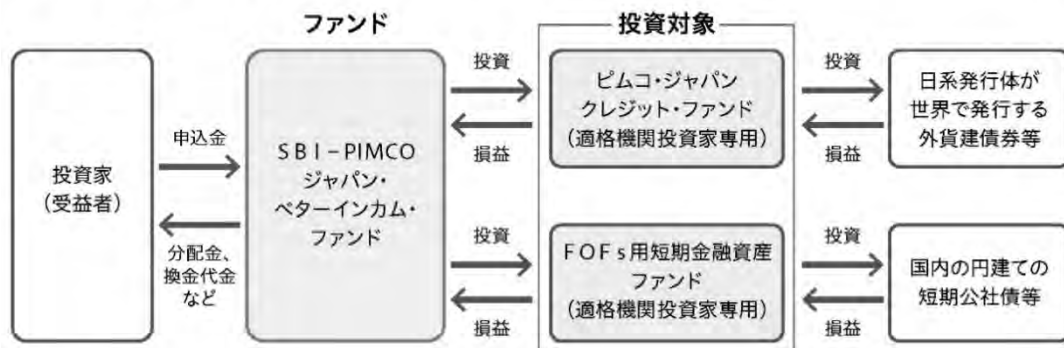 ファンド
投資対象
投資家
(受益者)
申込金
分配金、
換金代金
など
SBI-PIMCO
ジャパン・
ベターインカム・
ファンド
投資
損益
ピムコ・ジャパン
クレジット・ファンド
(適格機関投資家専用)
投資
損益
日系発行体が
世界で発行する
外貨建債券等
投資
損益
FOFs用短期金融資産
ファンド
(適格機関投資家専用)
投資
損益
国内の円建ての
短期公社債等